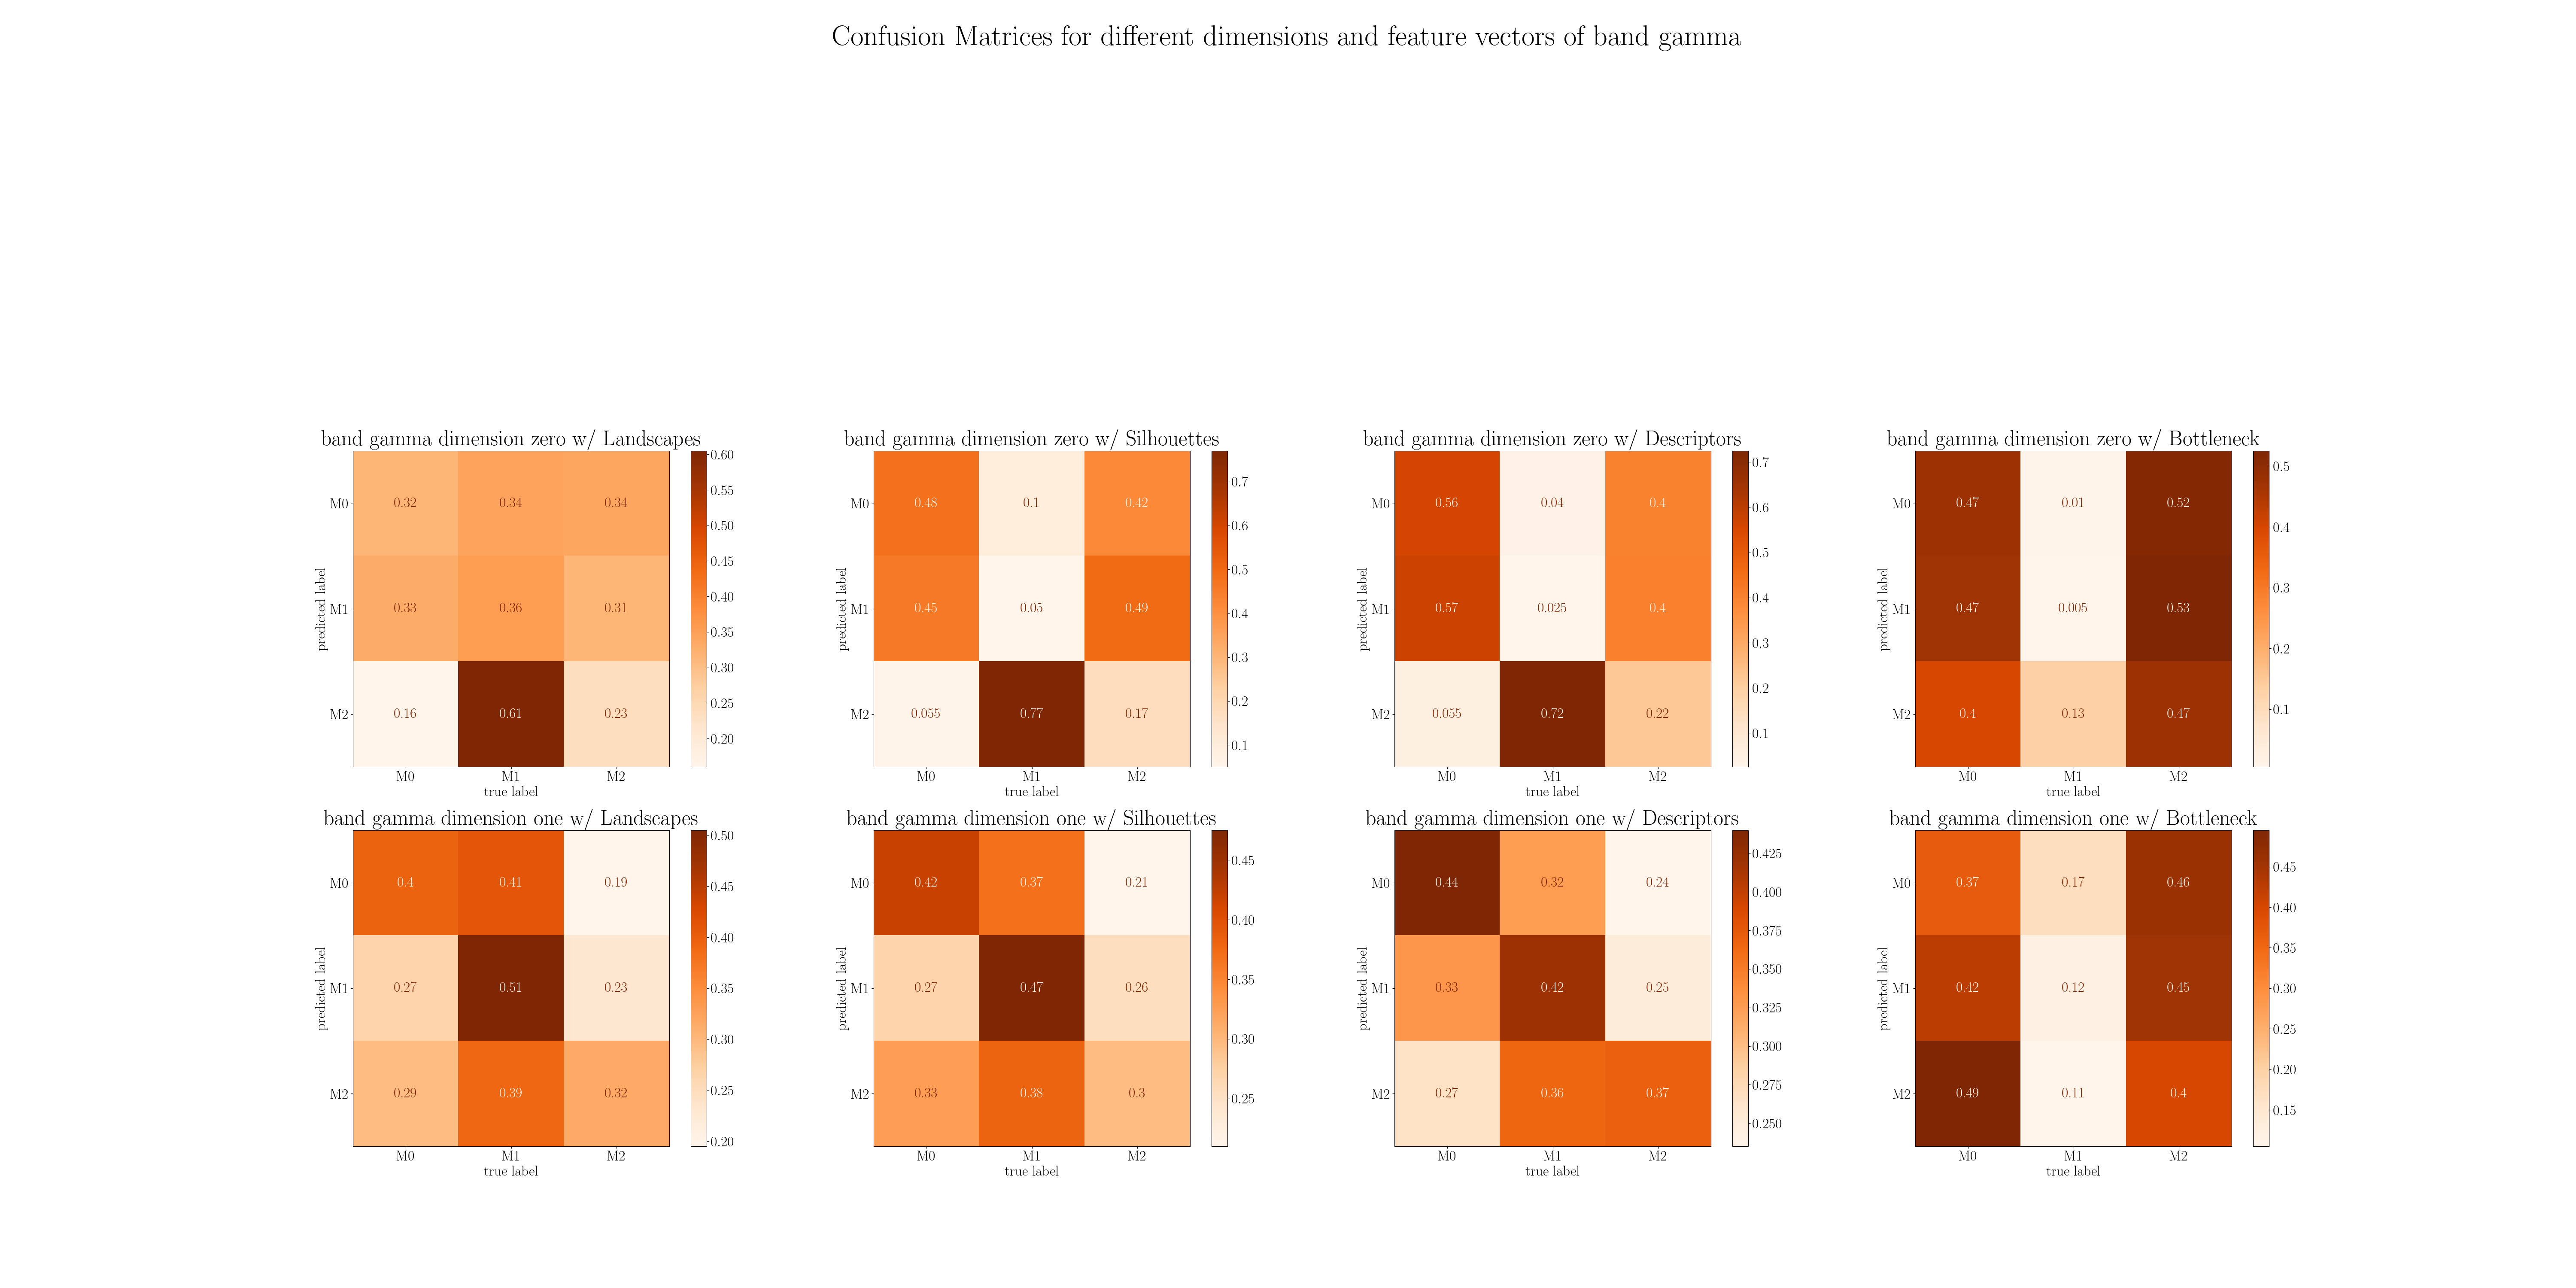 Confusion Matrices for different dimensions and feature vectors of band gamma
band gamma dimension zero w/ Landscapes
predicted label
M0
M1
M2
0.32 0.34 0.34
0.33 0.36 0.31
0.16 0.61 0.23
M0 M1 M2
true label
0.60
0.55
0.50
0.45
0.40
0.35
0.30
0.25
0.20
band gamma dimension zero w/ Silhouettes
predicted label
M0
M1
M2
0.48 0.1 0.42
0.45 0.05 0.49
0.055 0.77 0.17
M0 M1 M2
true label
0.7
0.6
0.5
0.4
0.3
0.2
0.1
band gamma dimension zero w/ Descriptors
predicted label
M0
M1
M2
0.56 0.04 0.4
0.57 0.025 0.4
0.055 0.72 0.22
M0 M1 M2
true label
0.7
0.6
0.5
0.4
0.3
0.2
0.1
band gamma dimension zero w/ Bottleneck
predicted label
M0
M1
M2
0.47 0.01 0.52
0.47 0.005 0.53
0.4 0.13 0.47
M0 M1 M2
true label
0.5
0.4
0.3
0.2
0.1
band gamma dimension one w/ Landscapes
predicted label
M0
M1
M2
0.4 0.41 0.19
0.27 0.51 0.23
0.29 0.39 0.32
M0 M1 M2
true label
0.50
0.45
0.40
0.35
0.30
0.25
0.20
band gamma dimension one w/ Silhouettes
predicted label
M0
M1
M2
0.42 0.37 0.21
0.27 0.47 0.26
0.33 0.38 0.3
M0 M1 M2
true label
0.45
0.40
0.35
0.30
0.25
band gamma dimension one w/ Descriptors
predicted label
M0
M1
M2
0.44 0.32 0.24
0.33 0.42 0.25
0.27 0.36 0.37
M0 M1 M2
true label
0.425
0.400
0.375
0.350
0.325
0.300
0.275
0.250
band gamma dimension one w/ Bottleneck
predicted label
M0
M1
M2
0.37 0.17 0.46
0.42 0.12 0.45
0.49 0.11 0.4
M0 M1 M2
true label
0.45
0.40
0.35
0.30
0.25
0.20
0.15